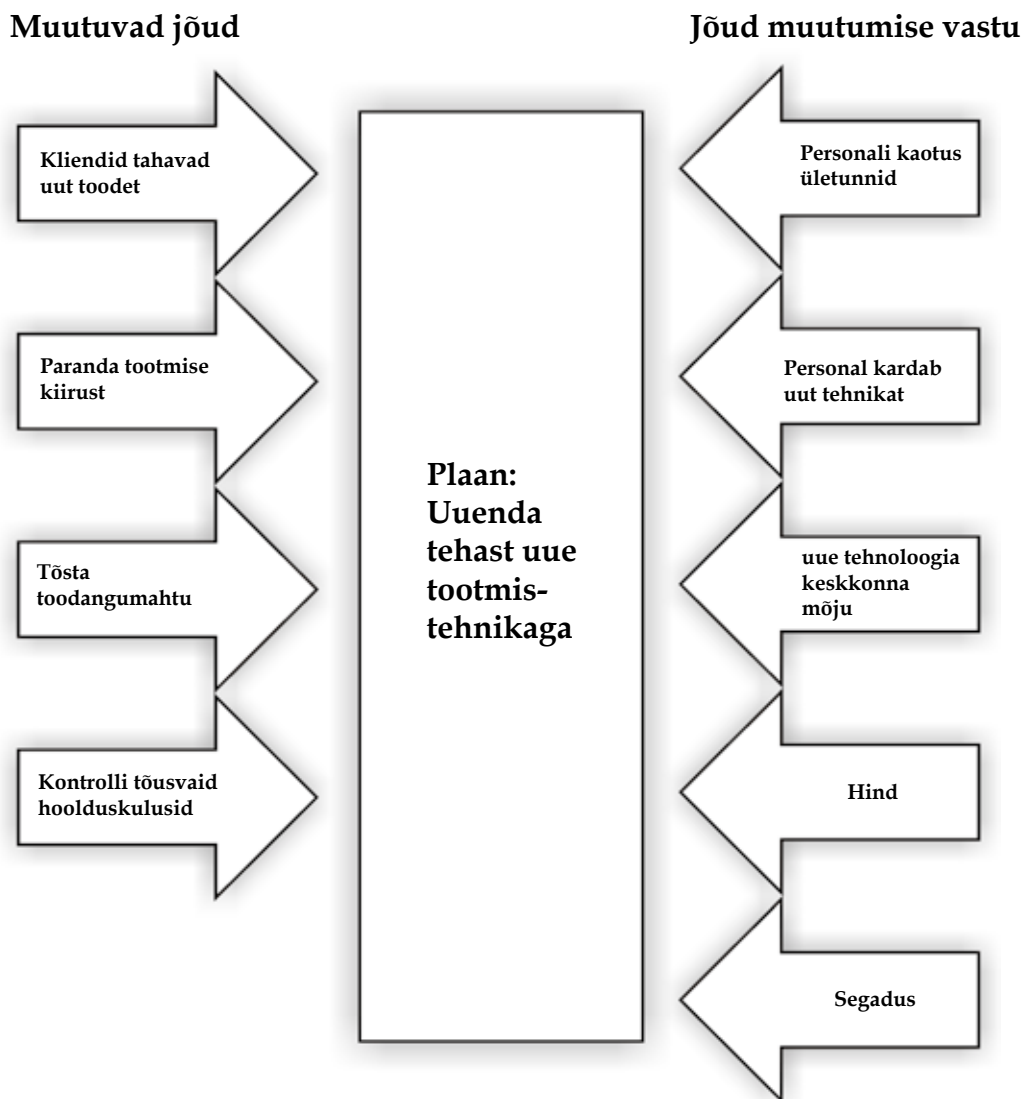 Muutuvad jõud
Kliendid tahavad
uut toodet
Paranda tootmise
kiirust
Tõsta
toodangumahtu
Kontrolli tõusvaid
hoolduskulusid
Plaan:
Uuenda
tehast uue
tootmis-
tehnikaga
Jõud muutumise vastu
Personali kaotus
ületunnid
Personal kardab
uut tehnikat
uue tehnoloogia
keskkonna
mõju
Hind
Segadus